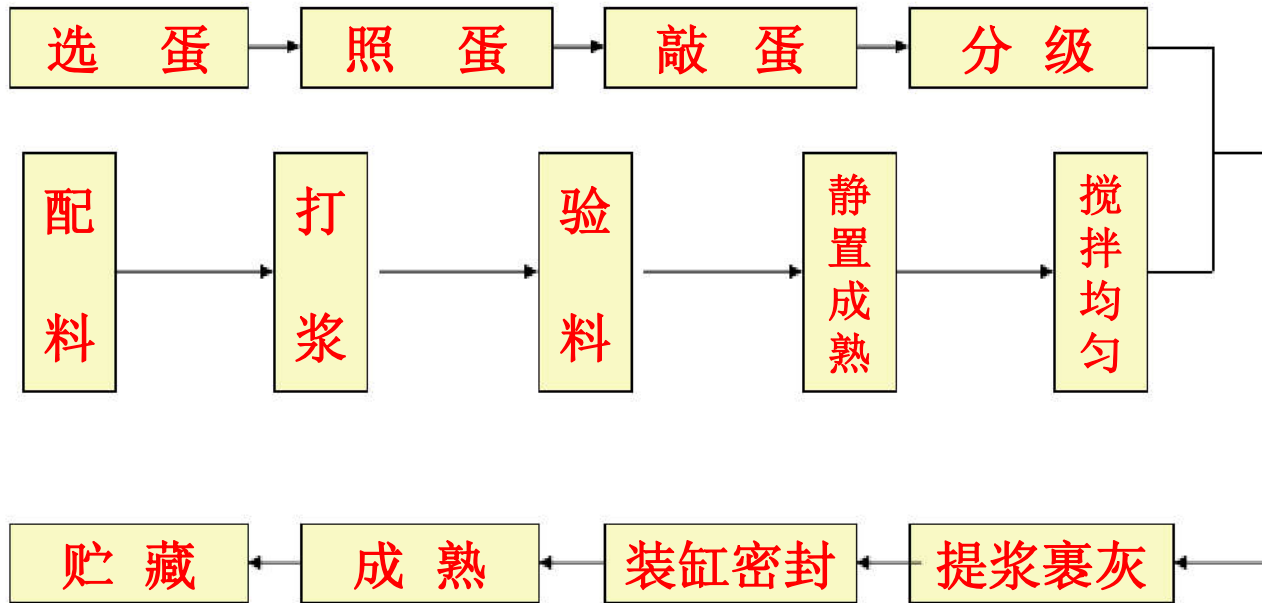 选 蛋
照 蛋
敲 蛋
分 级
配料
打浆
验料
静置成熟
搅拌均匀
贮 藏
成 熟
装缸密封
提浆裹灰